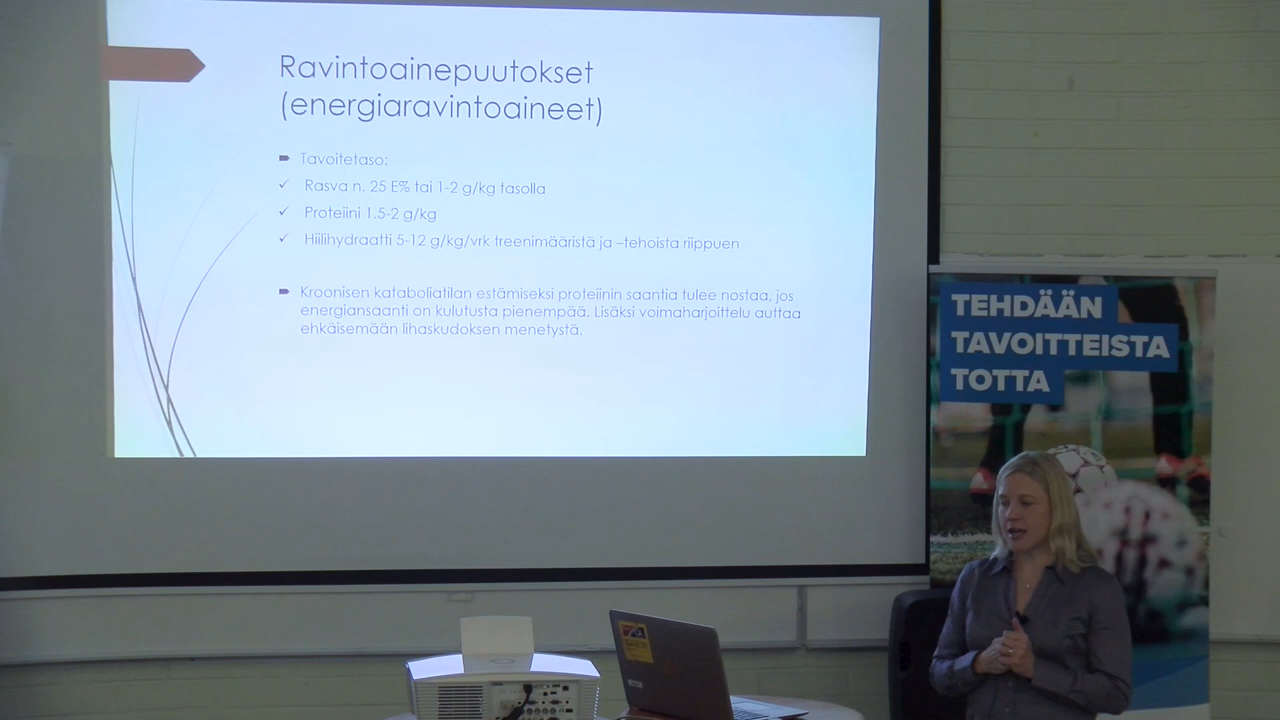 Ravintoainepuutokset
(energiaravintoaineet)
Tavoitetaso:
Rasva n. 25 E% tai 1-2 g/kg tasolla
Proteiini 1.5-2 g/kg
Hiilihydraatti 5-12 g/kg/vrk treenimääristä ja –tehoista riippuen
Kroonisen kataboliatilan estämiseksi proteiinin saantia tulee nostaa, jos
energiansaanti on kulutusta pienempää. Lisäksi voimaharjoittelu auttaa
ehkäisemään lihaskudoksen menetystä.
TEHDÄÄN
TAVOITTEISTA
TOTTA